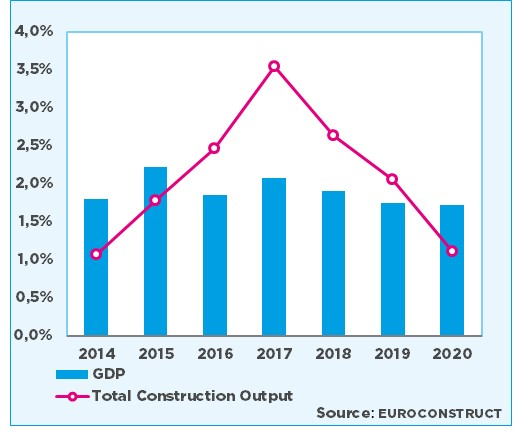 4,0%
3,5%
3,0%
2,5%
2,0%
1,5%
1,0%
0,5%
0,0%
2014 2015 2016 2017 2018 2019 2020
GDP
Total Construction Output
Source: EUROCONSTRUCT